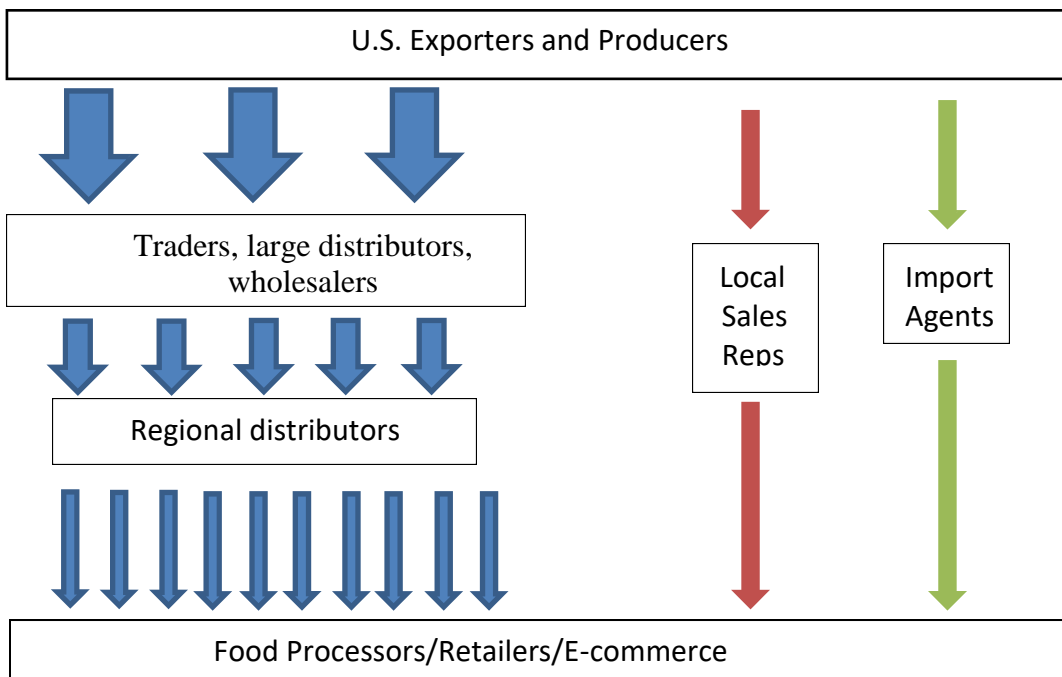 U.S. Exporters and Producers
Traders, large distributors,
wholesalers
Local
Sales
Reps
Import
Agents
Regional distributors
Food Processors/Retailers/E-commerce